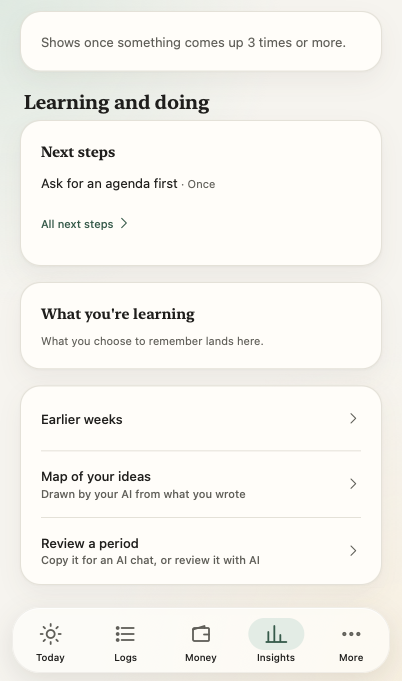 Shows once something comes up 3 times or more.
Learning and doing
Next steps
Ask for an agenda first · Once
All next steps
What you're learning
What you choose to remember lands here.
Earlier weeks
Map of your ideas
Drawn by your AI from what you wrote
Review a period
Copy it for an AI chat, or review it with AI
Today Logs Money Insights More